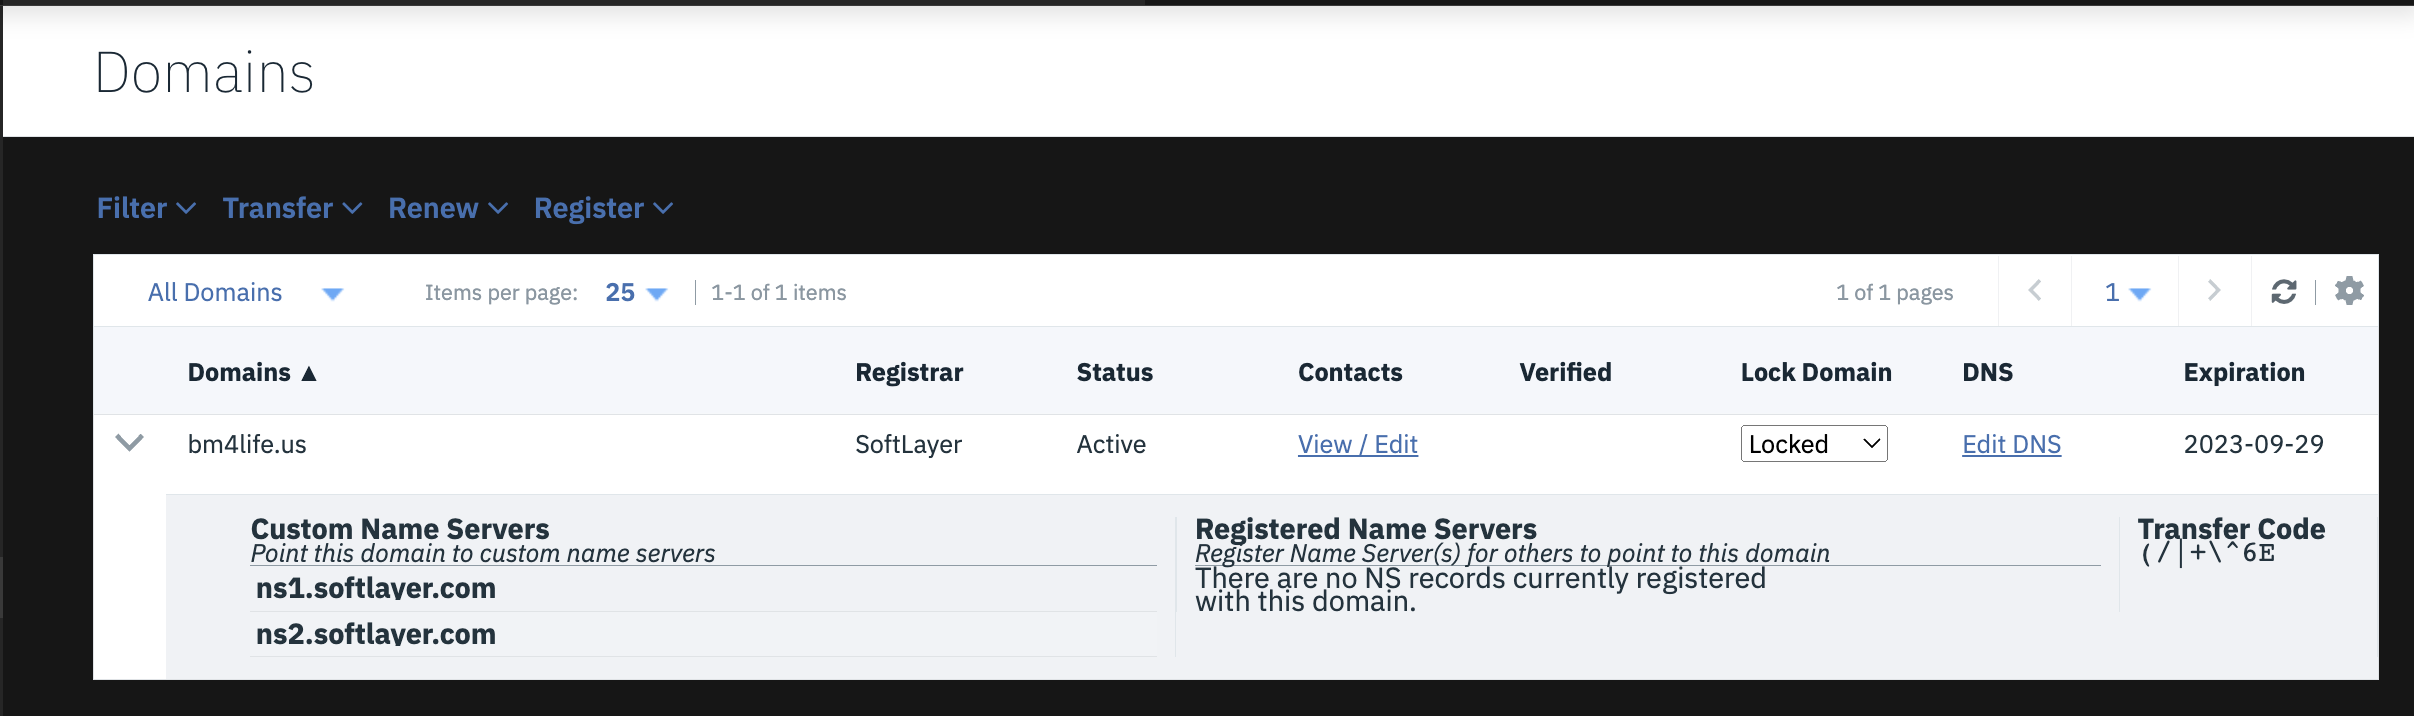 Domains
Filter Transfer Renew Register
All Domains Items per page: 25 1-1 of 1 items 1 of 1 pages 1
Domains ▲ Registrar Status Contacts Verified Lock Domain DNS Expiration
bm4life.us SoftLayer Active View / Edit Locked Edit DNS 2023-09-29
Custom Name Servers
Point this domain to custom name servers
ns1.softlayer.com
ns2.softlayer.com
Registered Name Servers
Register Name Server(s) for others to point to this domain
There are no NS records currently registered
with this domain.
Transfer Code
(/|+\^6E